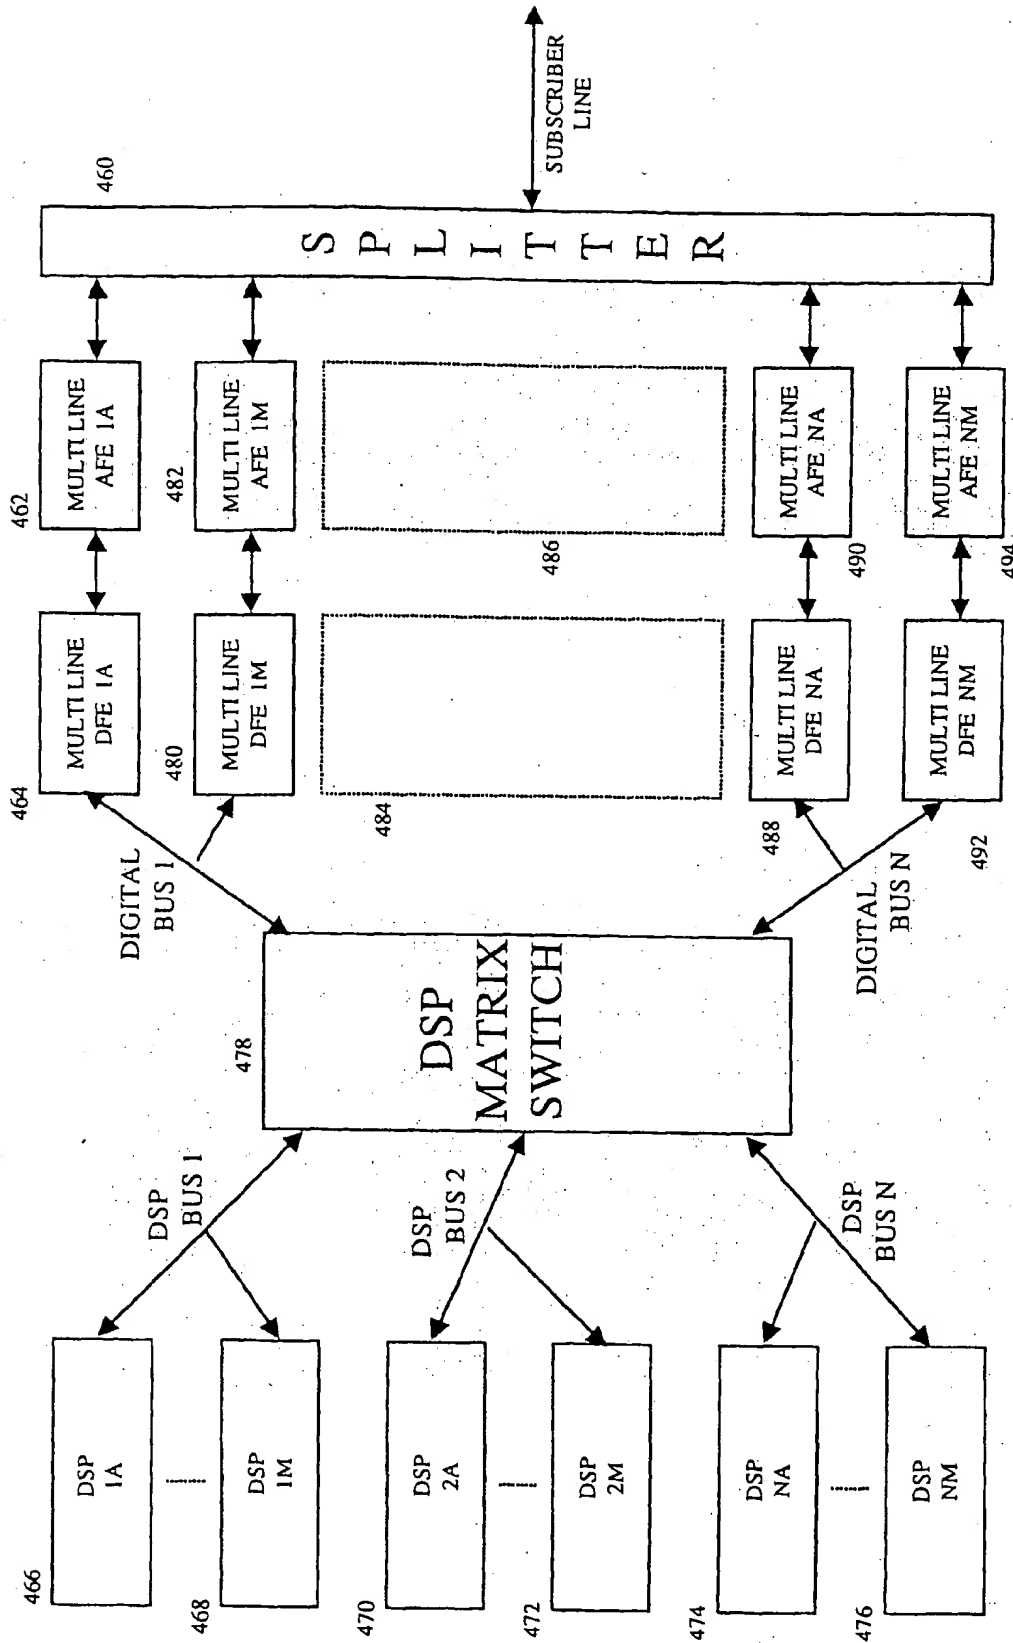 466
DSP
1A
468
DSP
1M
470
DSP
2A
472
DSP
2M
474
DSP
NA
476
DSP
NM
DSP
BUS 1
DSP
BUS 2
DSP
BUS N
478
DSP
MATRIX
SWITCH
DIGITAL
BUS 1
DIGITAL
BUS N
464
MULTI LINE
DFE 1A
480
MULTI LINE
DFE 1M
484
488
MULTI LINE
DFE NA
492
MULTI LINE
DFE NM
462
MULTI LINE
AFE 1A
482
MULTI LINE
AFE 1M
486
490
MULTI LINE
AFE NA
494
MULTI LINE
AFE NM
460
SPLITTER
SUBSCRIBER
LINE